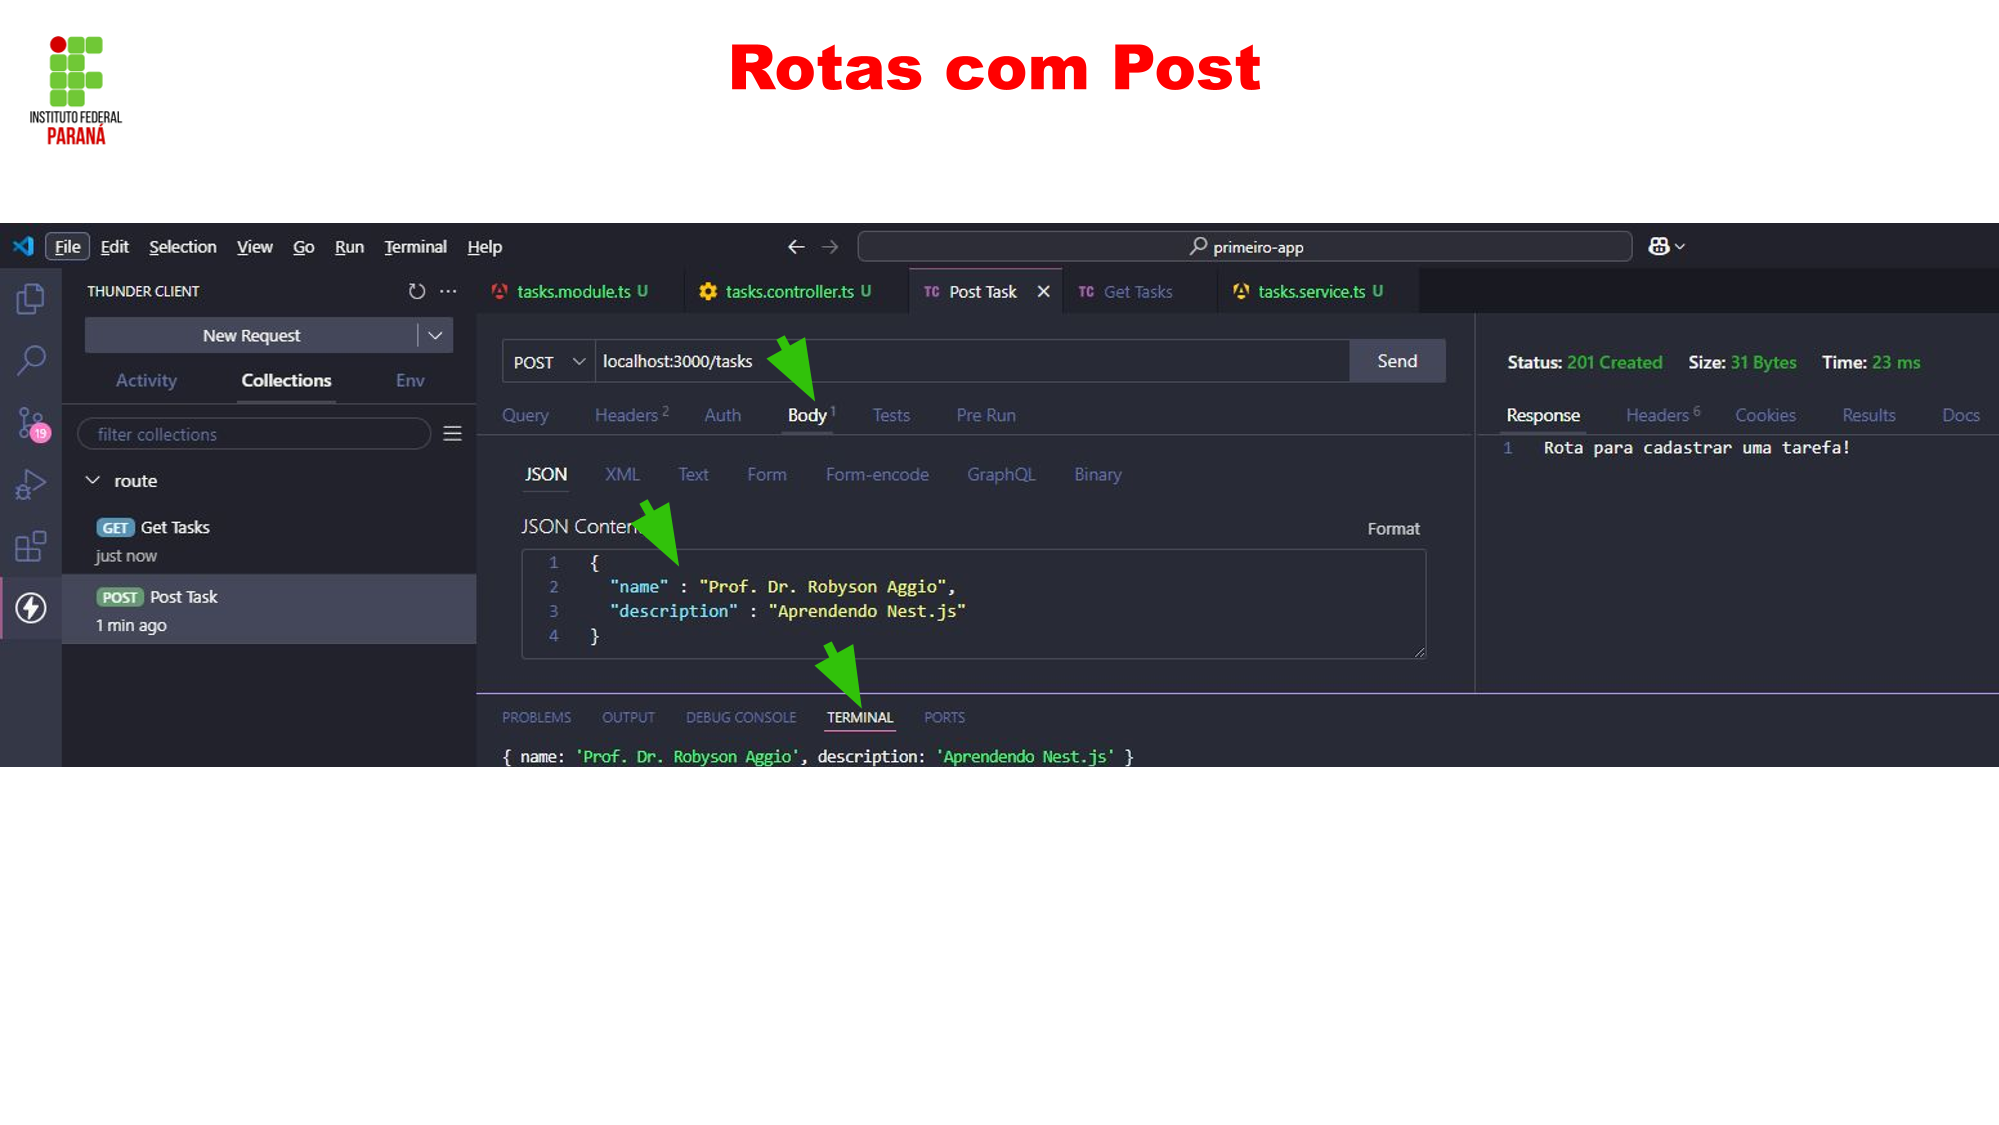 Rotas com Post
INSTITUTO FEDERAL
PARANÁ
File Edit Selection View Go Run Terminal Help
primeiro-app
THUNDER CLIENT
New Request
Activity Collections Env
filter collections
route
GET Get Tasks
just now
POST Post Task
1 min ago
19
tasks.module.ts U
tasks.controller.ts U
TC Post Task
TC Get Tasks
tasks.service.ts U
POST localhost:3000/tasks Send
Query Headers 2 Auth Body 1 Tests Pre Run
JSON XML Text Form Form-encode GraphQL Binary
JSON Content
Format
1 {
2 "name" : "Prof. Dr. Robyson Aggio",
3 "description" : "Aprendendo Nest.js"
4 }
Status: 201 Created Size: 31 Bytes Time: 23 ms
Response Headers 6 Cookies Results Docs
1 Rota para cadastrar uma tarefa!
PROBLEMS OUTPUT DEBUG CONSOLE TERMINAL PORTS
{ name: 'Prof. Dr. Robyson Aggio', description: 'Aprendendo Nest.js' }